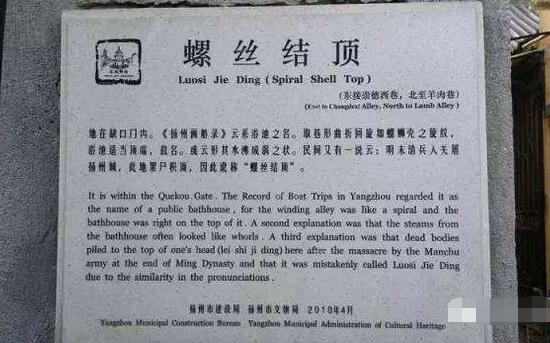 螺丝结顶
Luosi Jie Ding (Spiral Shell Top)
(东接崇德西巷，北至羊肉巷)
(East to Changdexi Alley, North to Lamb Alley)
地在缺口门内。《扬州画舫录》云系浴池之名。取巷形曲折回旋如螺蛳壳之旋纹，
浴池适当顶端，故名。或云形其水沸成涡之状。民间又有一说云：明末清兵入关屠
扬州城，此地累尸积顶，因此讹称“螺丝结顶”。
It is within the Quekou Gate. The Record of Boat Trips in Yangzhou regarded it as
the name of a public bathhouse, for the winding alley was like a spiral and the
bathhouse was right on the top of it. A second explanation was that the steams from
the bathhouse often looked like whorls. A third explanation was that dead bodies
piled to the top of one's head (lei shi ji ding) here after the massacre by the Manchu
army at the end of Ming Dynasty and that it was mistakenly called Luosi Jie Ding
due to the similarity in the pronunciations.
扬州市建设局 扬州市文物局 2010年4月
Yangzhou Municipal Construction Bureau Yangzhou Municipal Administration of Cultural Heritage